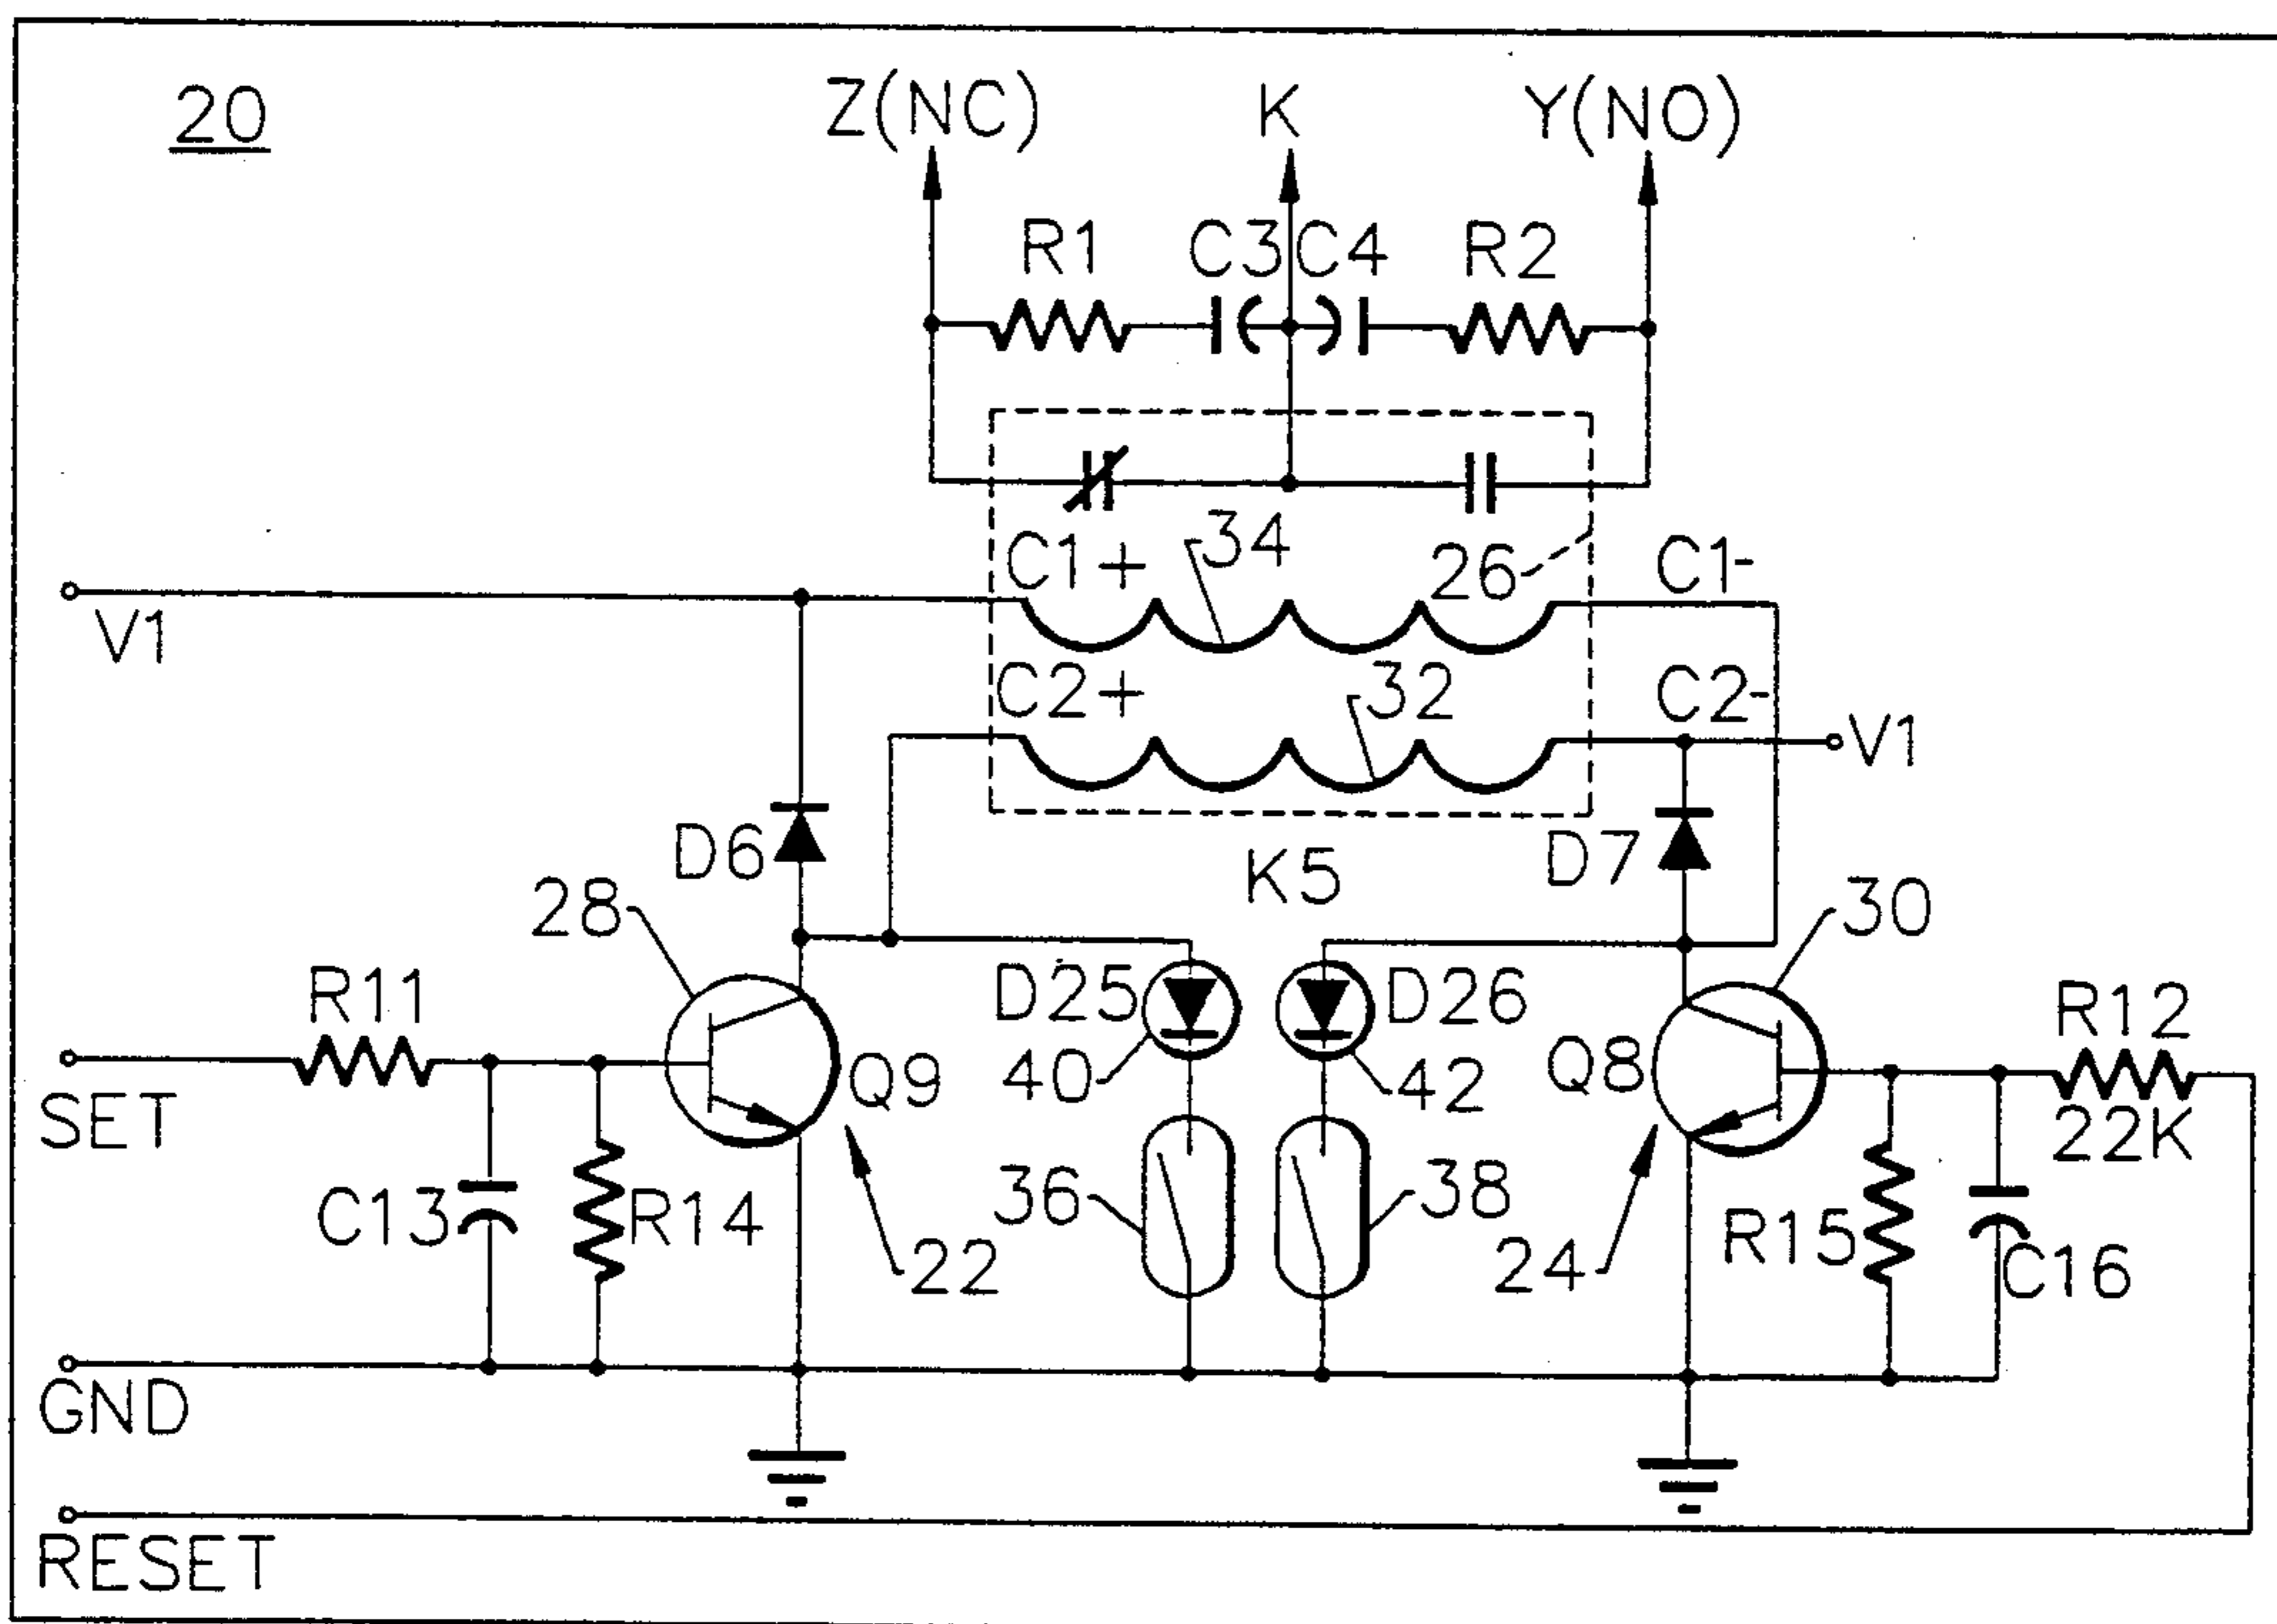 20
Z(NC) K Y(NO)
R1 C3 C4 R2
C1+ 34 26 C1-
V1
C2+ 32 C2- V1
D6 K5 D7
28 30
R11 D25 D26 R12
Q9 40 42 Q8
SET 22K
C13 R14 36 38 R15 C16
22 24
GND
RESET